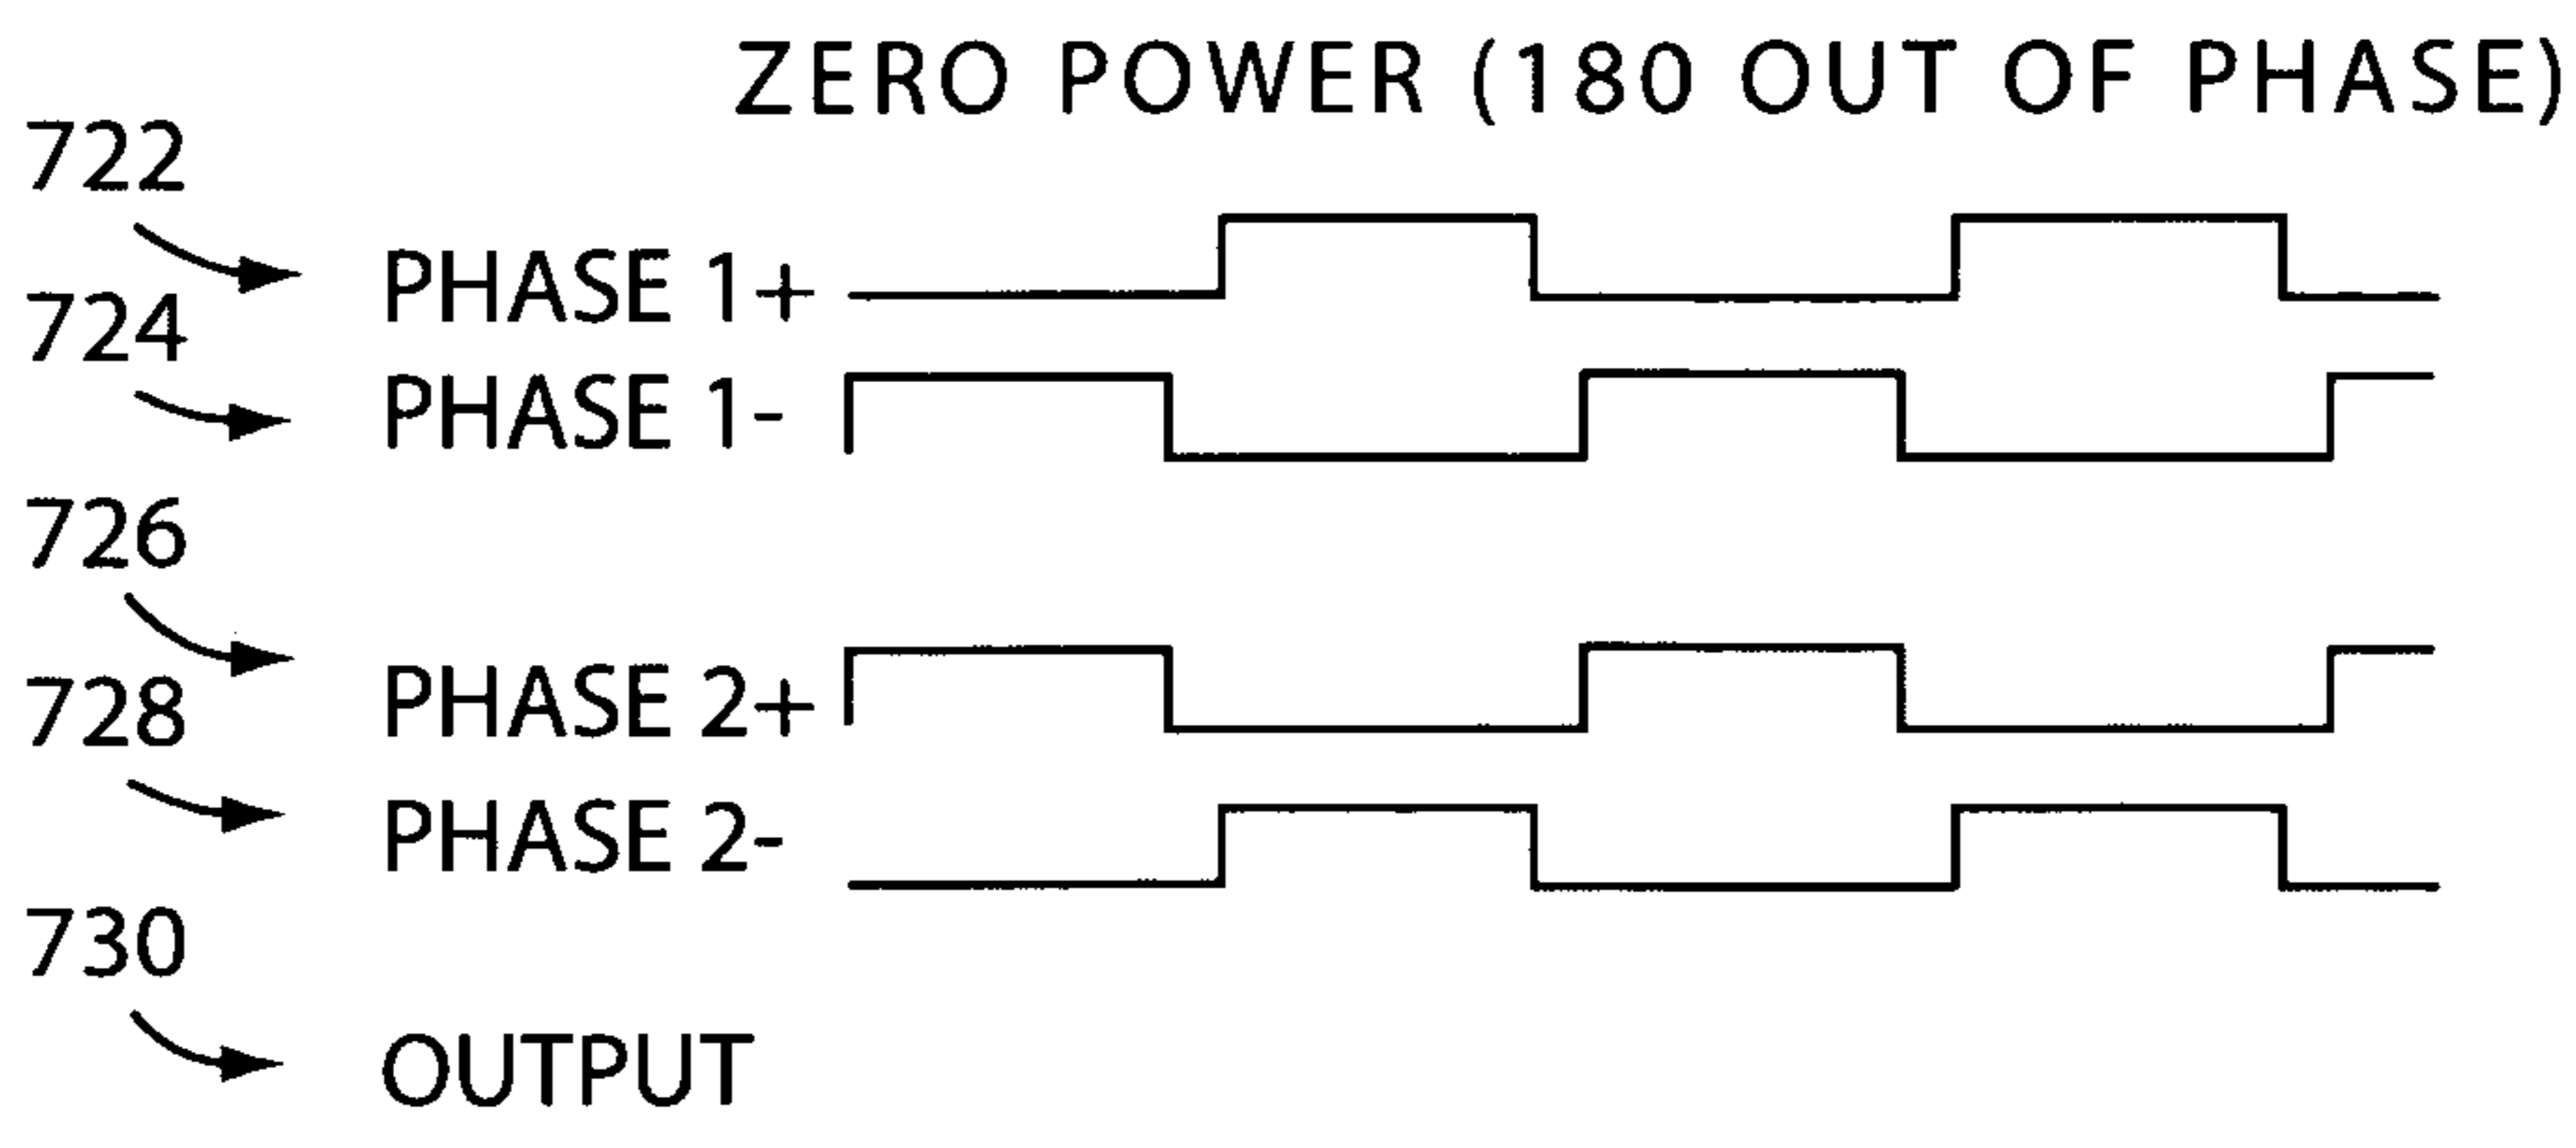 ZERO POWER (180 OUT OF PHASE)
722
PHASE 1+
724
PHASE 1-
726
PHASE 2+
728
PHASE 2-
730
OUTPUT